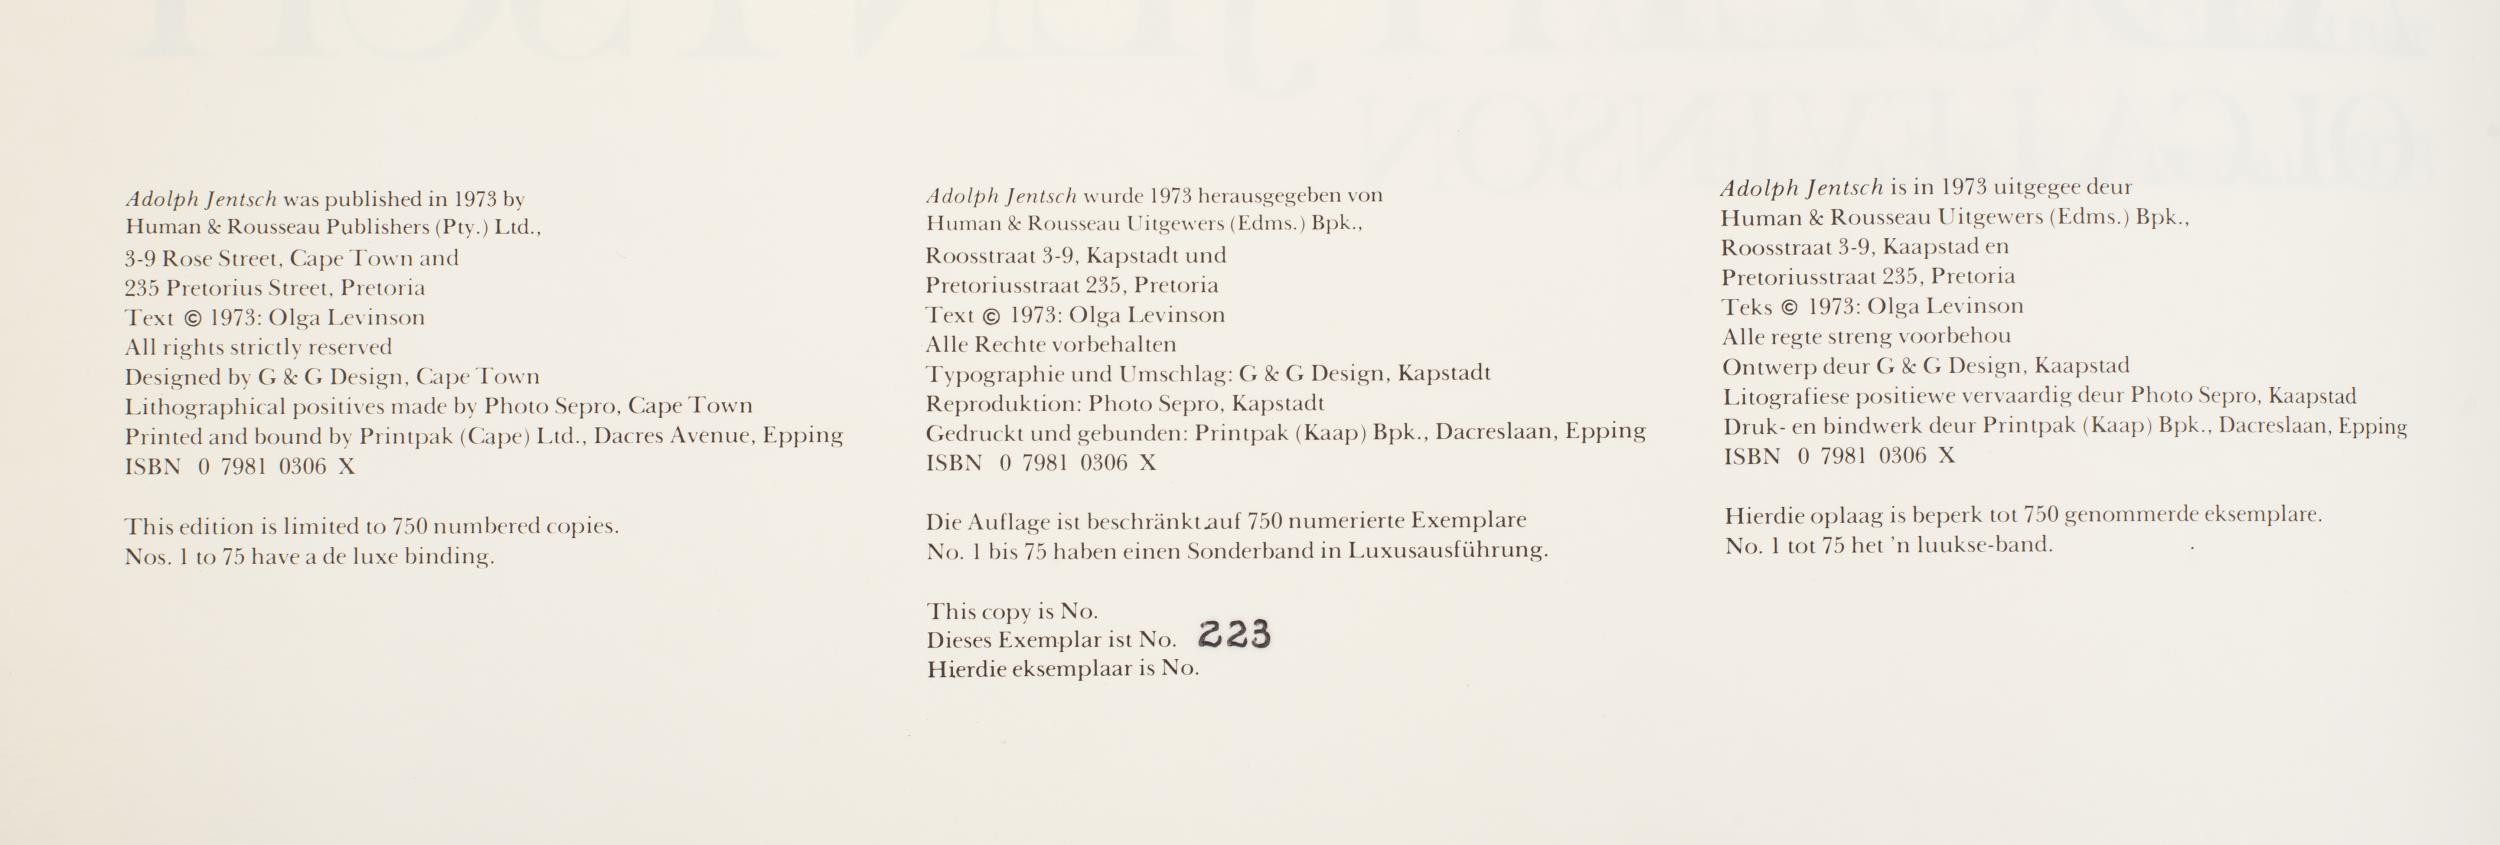 Adolph Jentsch was published in 1973 by
Human & Rousseau Publishers (Pty.) Ltd.,
3-9 Rose Street, Cape Town and
235 Pretorius Street, Pretoria
Text © 1973: Olga Levinson
All rights strictly reserved
Designed by G & G Design, Cape Town
Lithographical positives made by Photo Sepro, Cape Town
Printed and bound by Printpak (Cape) Ltd., Dacres Avenue, Epping
ISBN 0 7981 0306 X
This edition is limited to 750 numbered copies.
Nos. 1 to 75 have a de luxe binding.
Adolph Jentsch wurde 1973 herausgegeben von
Human & Rousseau Uitgewers (Edms.) Bpk.,
Roosstraat 3-9, Kapstadt und
Pretoriusstraat 235, Pretoria
Text © 1973: Olga Levinson
Alle Rechte vorbehalten
Typographie und Umschlag: G & G Design, Kapstadt
Reproduktion: Photo Sepro, Kapstadt
Gedruckt und gebunden: Printpak (Kaap) Bpk., Dacreslaan, Epping
ISBN 0 7981 0306 X
Die Auflage ist beschränkt auf 750 numerierte Exemplare
No. 1 bis 75 haben einen Sonderband in Luxusausführung.
This copy is No.
Dieses Exemplar ist No. 223
Hierdie eksemplaar is No.
Adolph Jentsch is in 1973 uitgegee deur
Human & Rousseau Uitgewers (Edms.) Bpk.,
Roosstraat 3-9, Kaapstad en
Pretoriusstraat 235, Pretoria
Teks © 1973: Olga Levinson
Alle regte streng voorbehou
Ontwerp deur G & G Design, Kaapstad
Litografiese positiewe vervaardig deur Photo Sepro, Kaapstad
Druk- en bindwerk deur Printpak (Kaap) Bpk., Dacreslaan, Epping
ISBN 0 7981 0306 X
Hierdie oplaag is beperk tot 750 genommerde eksemplare.
No. 1 tot 75 het 'n luukse-band.